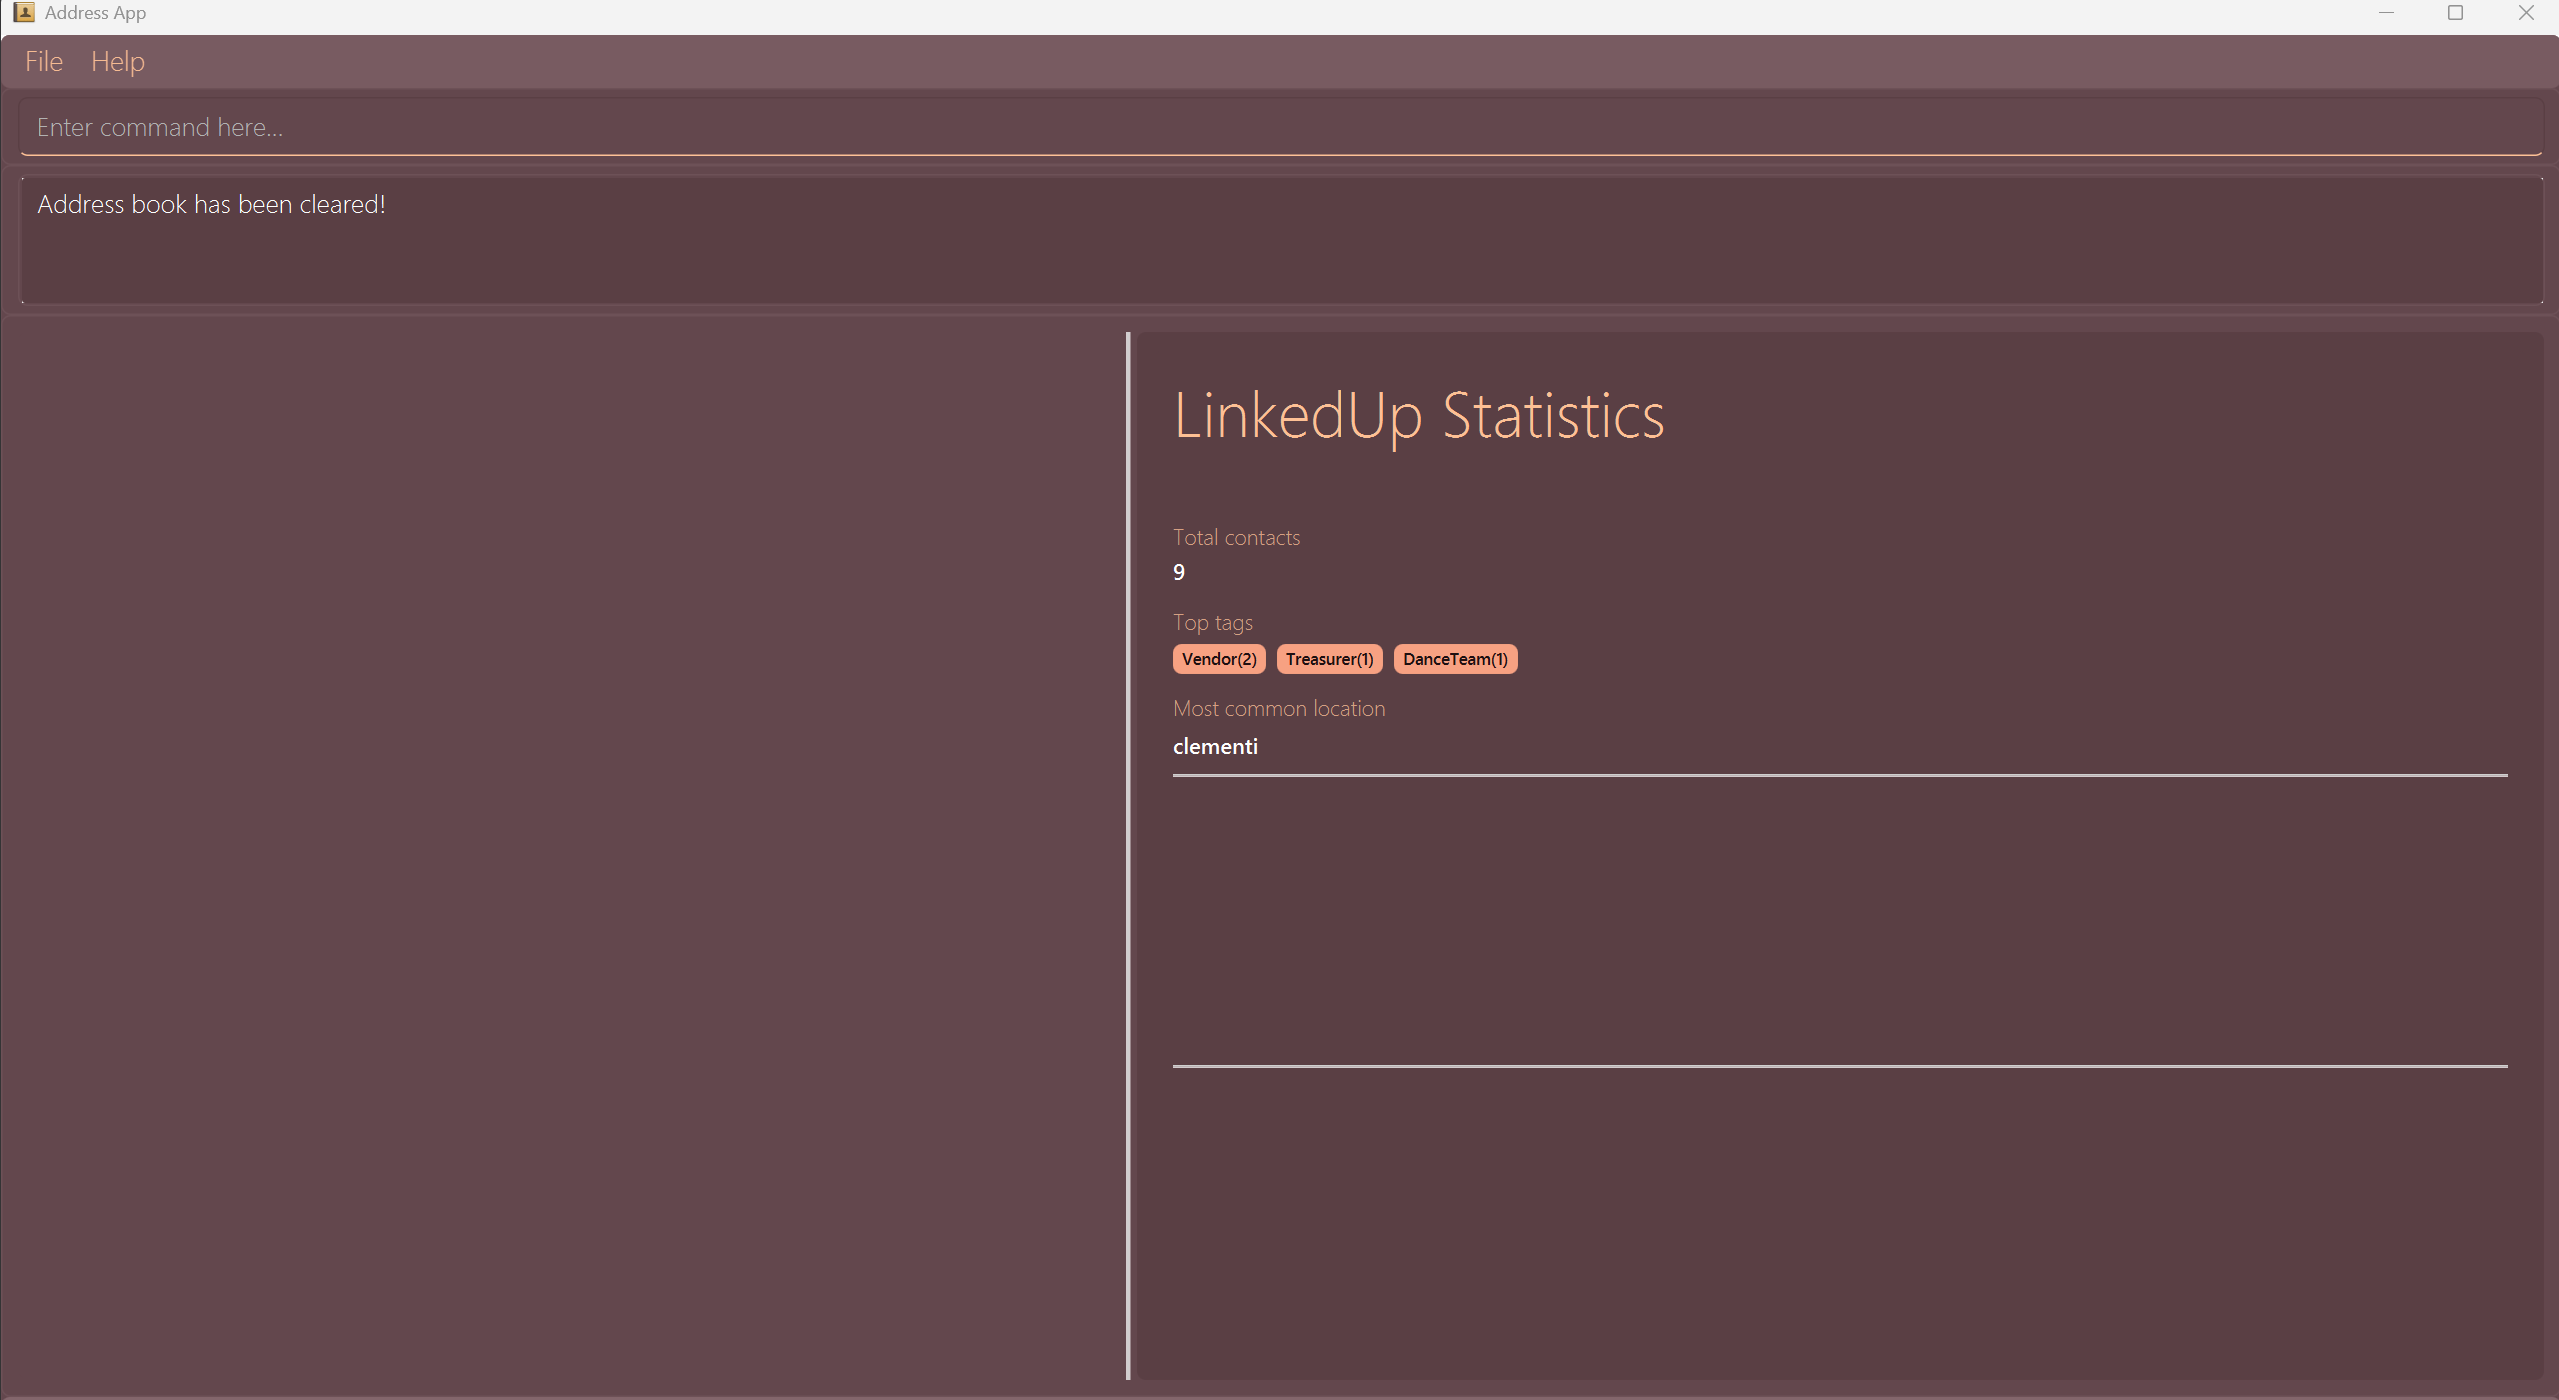 Address App
File Help
Enter command here...
Address book has been cleared!
LinkedUp Statistics
Total contacts
9
Top tags
Vendor(2) Treasurer(1) DanceTeam(1)
Most common location
clementi